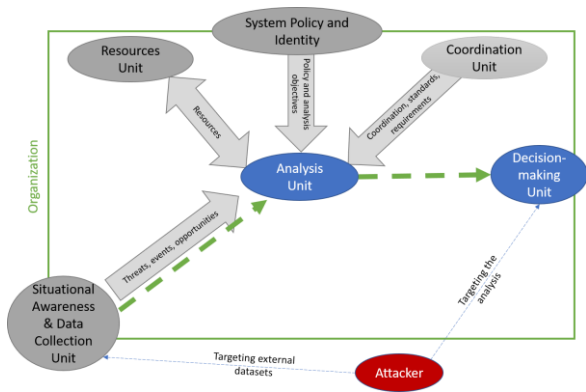 System Policy and
Identity
Resources
Unit
Coordination
Unit
Policy and analysis
objectives
Resources
Coordination, standards,
requirements
Organization
Analysis
Unit
Decision-
making
Unit
Threats, events, opportunities
Situational
Awareness
& Data
Collection
Unit
Targeting the
analysis
Targeting external
datasets
Attacker